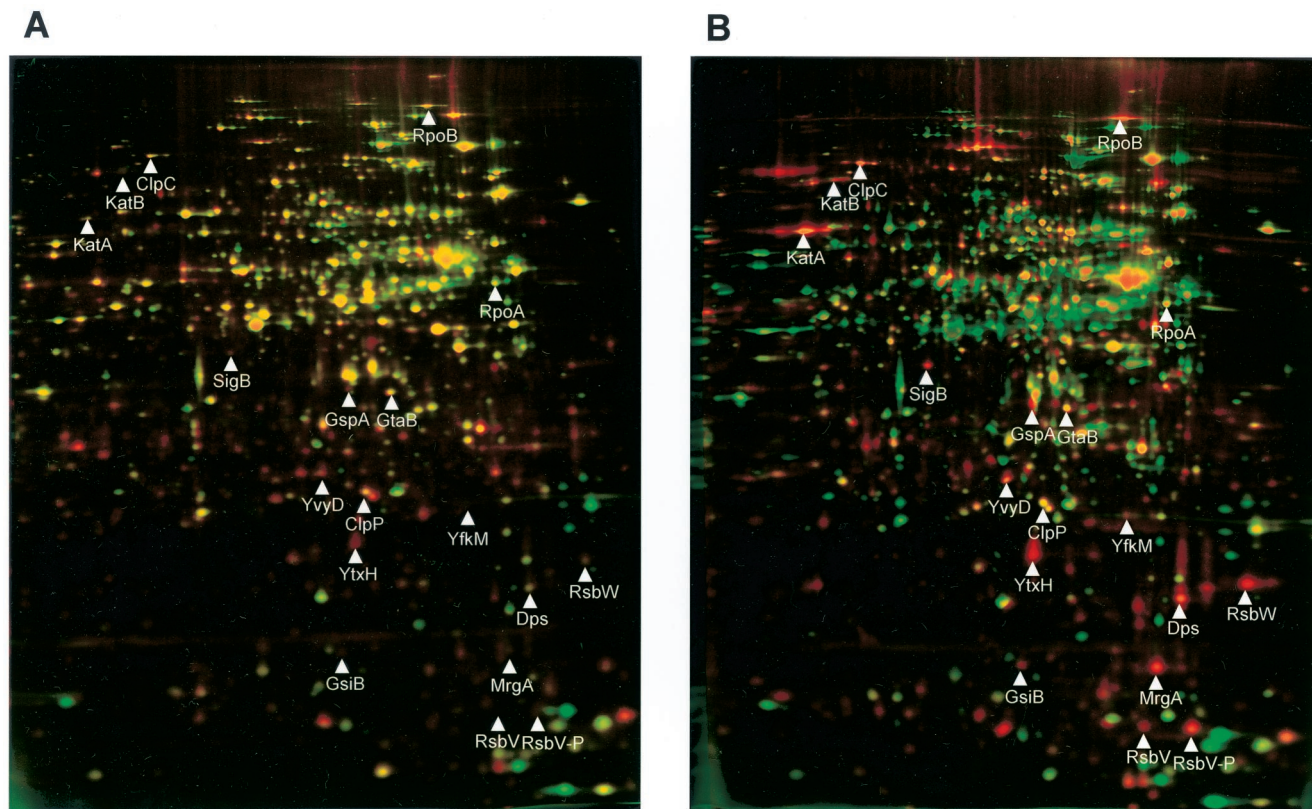 A
RpoB
ClpC
KatB
KatA
RpoA
SigB
GspA
GtaB
YvyD
ClpP
YfkM
YtxH
RsbW
Dps
GsiB
MrgA
RsbV
RsbV-P
B
RpoB
ClpC
KatB
KatA
RpoA
SigB
GspA
GtaB
YvyD
ClpP
YfkM
YtxH
RsbW
Dps
GsiB
MrgA
RsbV
RsbV-P